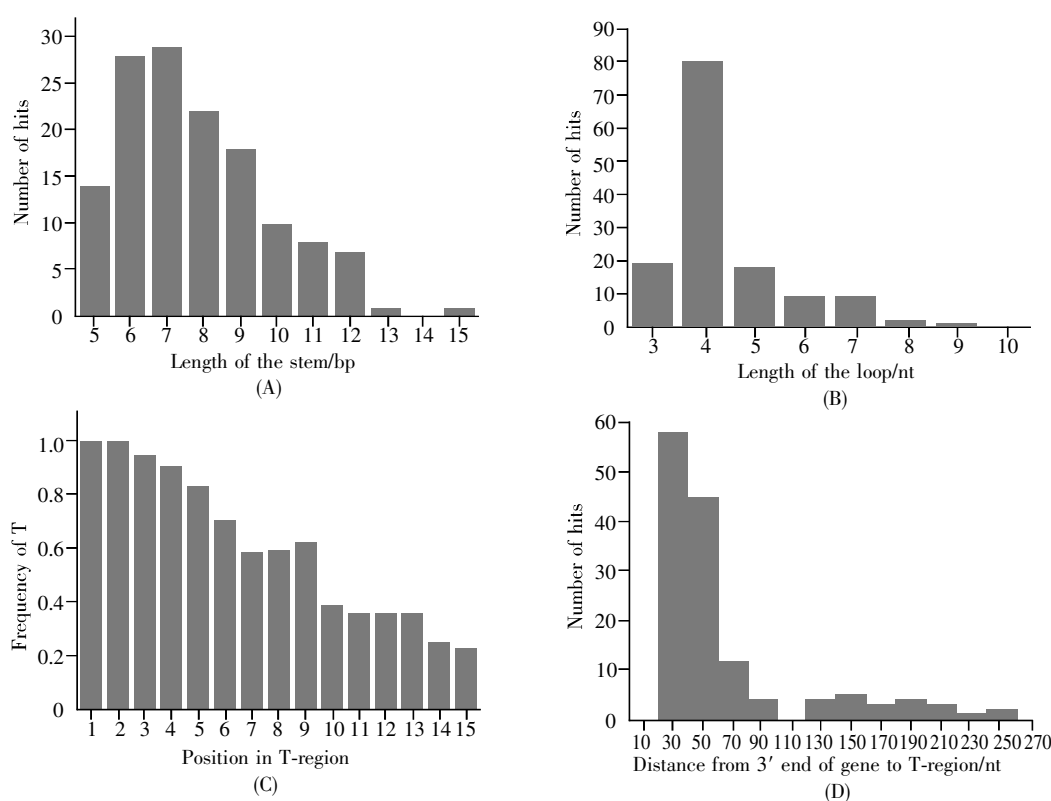 30
25
20
15
10
5
0
Number of hits
5 6 7 8 9 10 11 12 13 14 15
Length of the stem/bp
(A)
90
80
70
60
50
40
30
20
10
0
Number of hits
3 4 5 6 7 8 9 10
Length of the loop/nt
(B)
1.0
0.8
0.6
0.4
0.2
0
Frequency of T
1 2 3 4 5 6 7 8 9 10 11 12 13 14 15
Position in T-region
(C)
60
50
40
30
20
10
0
Number of hits
10 30 50 70 90 110 130 150 170 190 210 230 250 270
Distance from 3′ end of gene to T-region/nt
(D)